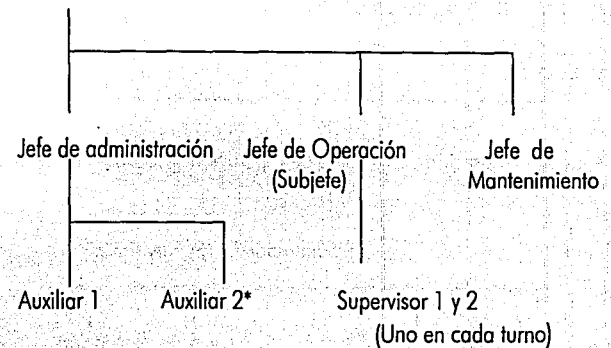 Jefe de administración
Jefe de Operación
(Subjefe)
Jefe de
Mantenimiento
Auxiliar 1
Auxiliar 2*
Supervisor 1 y 2
(Uno en cada turno)